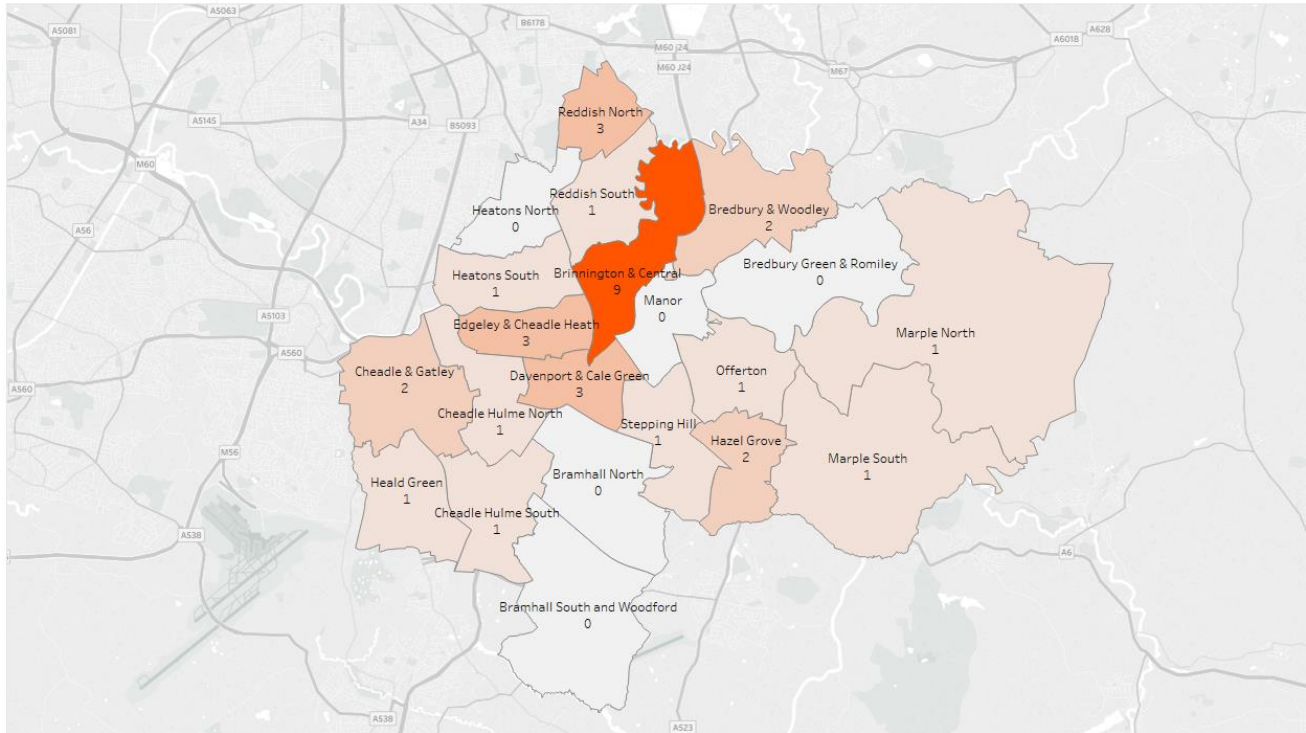 A5063
A5081
B6178
M60 J24
M60 J24
A6018
A628
M67
A5145
A34
B5093
M60
Reddish North
3
Reddish South
1
Heatons North
0
Bredbury & Woodley
2
A56
Bredbury Green & Romiley
0
Heatons South
1
Brinnington & Central
9
Manor
0
A5103
Edgeley & Cheadle Heath
3
Marple North
1
A560
A560
Cheadle & Gatley
2
Davenport & Cale Green
3
Offerton
1
Cheadle Hulme North
1
Stepping Hill
1
Hazel Grove
2
M56
Marple South
1
Bramhall North
0
Heald Green
1
Cheadle Hulme South
1
A538
A6
Bramhall South and Woodford
0
A538
A523